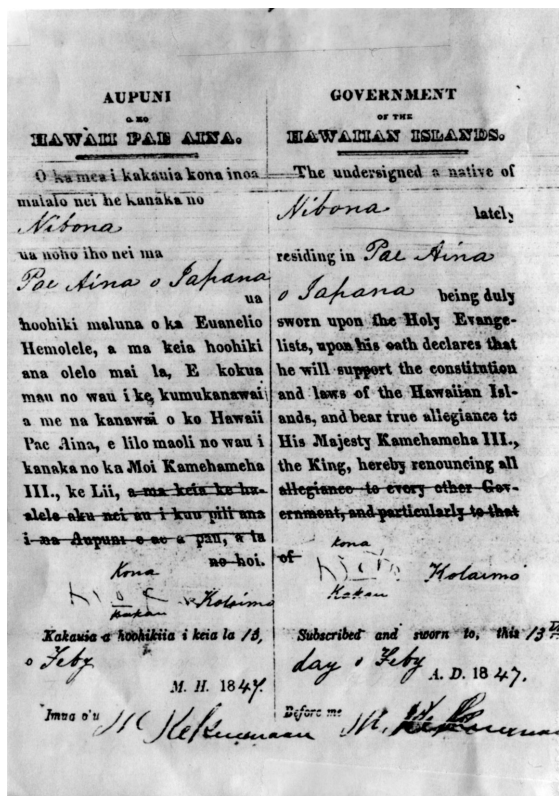 AUPUNI
O KO
HAWAII PAE AINA.
O ka mea i kakauia kona inoa
malalo nei he kanaka no
Nibona
ua noho iho nei ma
Pae Aina o Iapana
ua
hoohiki maluna o ka Euanelio
Hemolele, a ma keia hoohiki
ana olelo mai la, E kokua
mau no wau i ke kumukanawai
a me na kanawai o ko Hawaii
Pae Aina, e lilo maoli no wau i
kanaka no ka Moi Kamehameha
III., ke Lii, a ma keia ke ha-
alele aku nei au i kuu pili ana
i na Aupuni e ae a pau, a la
no hoi.
Kona
Kolaimo
Kakau
Kakauia a hoohikiia i keia la 13,
o Feby
M. H. 1847.
Imua o'u M Kekuanaoa
GOVERNMENT
OF THE
HAWAIIAN ISLANDS.
The undersigned a native of
Nibona lately
residing in Pae Aina
o Iapana being duly
sworn upon the Holy Evange-
lists, upon his oath declares that
he will support the constitution
and laws of the Hawaiian Isl-
ands, and bear true allegiance to
His Majesty Kamehameha III.,
the King, hereby renouncing all
allegiance to every other Gov-
ernment, and particularly to that
of
Kona
Kolaimo
Kakau
Subscribed and sworn to, this 13th
day o Feby A. D. 1847.
Before me M.